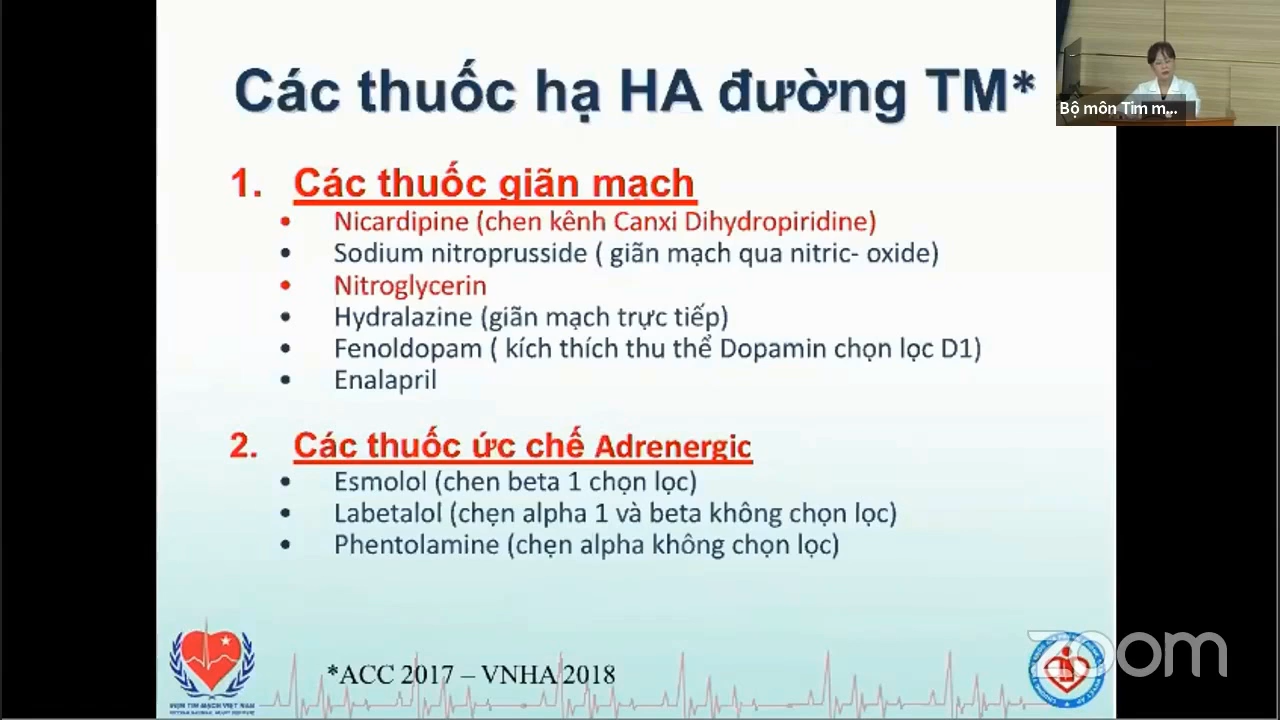 Các thuốc hạ HA đường TM*
Bộ môn Tim m...
1. Các thuốc giãn mạch
• Nicardipine (chen kênh Canxi Dihydropiridine)
• Sodium nitroprusside ( giãn mạch qua nitric- oxide)
• Nitroglycerin
• Hydralazine (giãn mạch trực tiếp)
• Fenoldopam ( kích thích thu thể Dopamin chọn lọc D1)
• Enalapril
2. Các thuốc ức chế Adrenergic
• Esmolol (chen beta 1 chọn lọc)
• Labetalol (chẹn alpha 1 và beta không chọn lọc)
• Phentolamine (chẹn alpha không chọn lọc)
*ACC 2017 – VNHA 2018
zoom